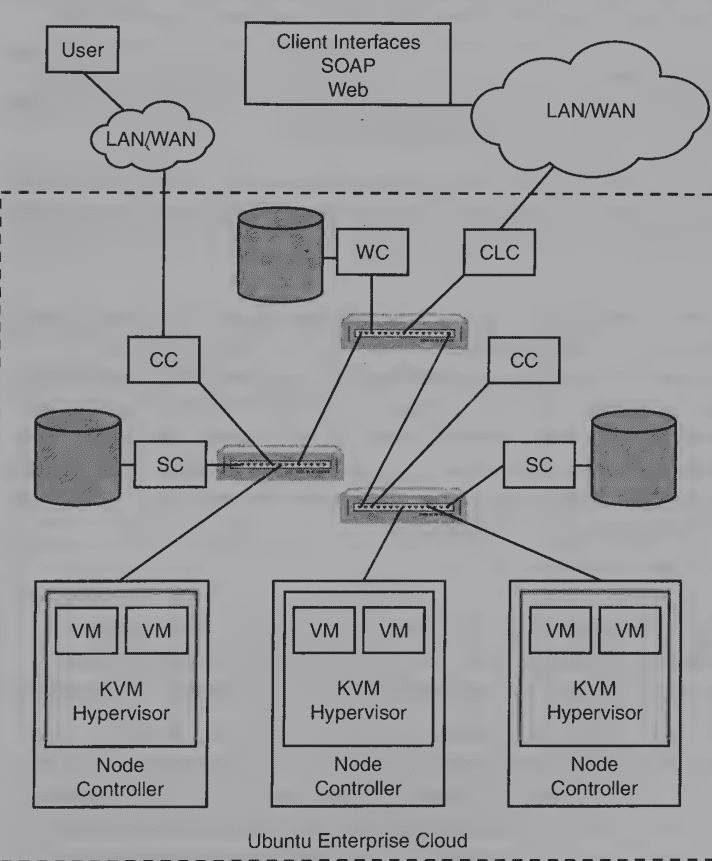 User
Client Interfaces
SOAP
Web
LAN/WAN
LAN/WAN
WC
CLC
CC
CC
SC
SC
VM VM
KVM
Hypervisor
Node
Controller
VM VM
KVM
Hypervisor
Node
Controller
VM VM
KVM
Hypervisor
Node
Controller
Ubuntu Enterprise Cloud